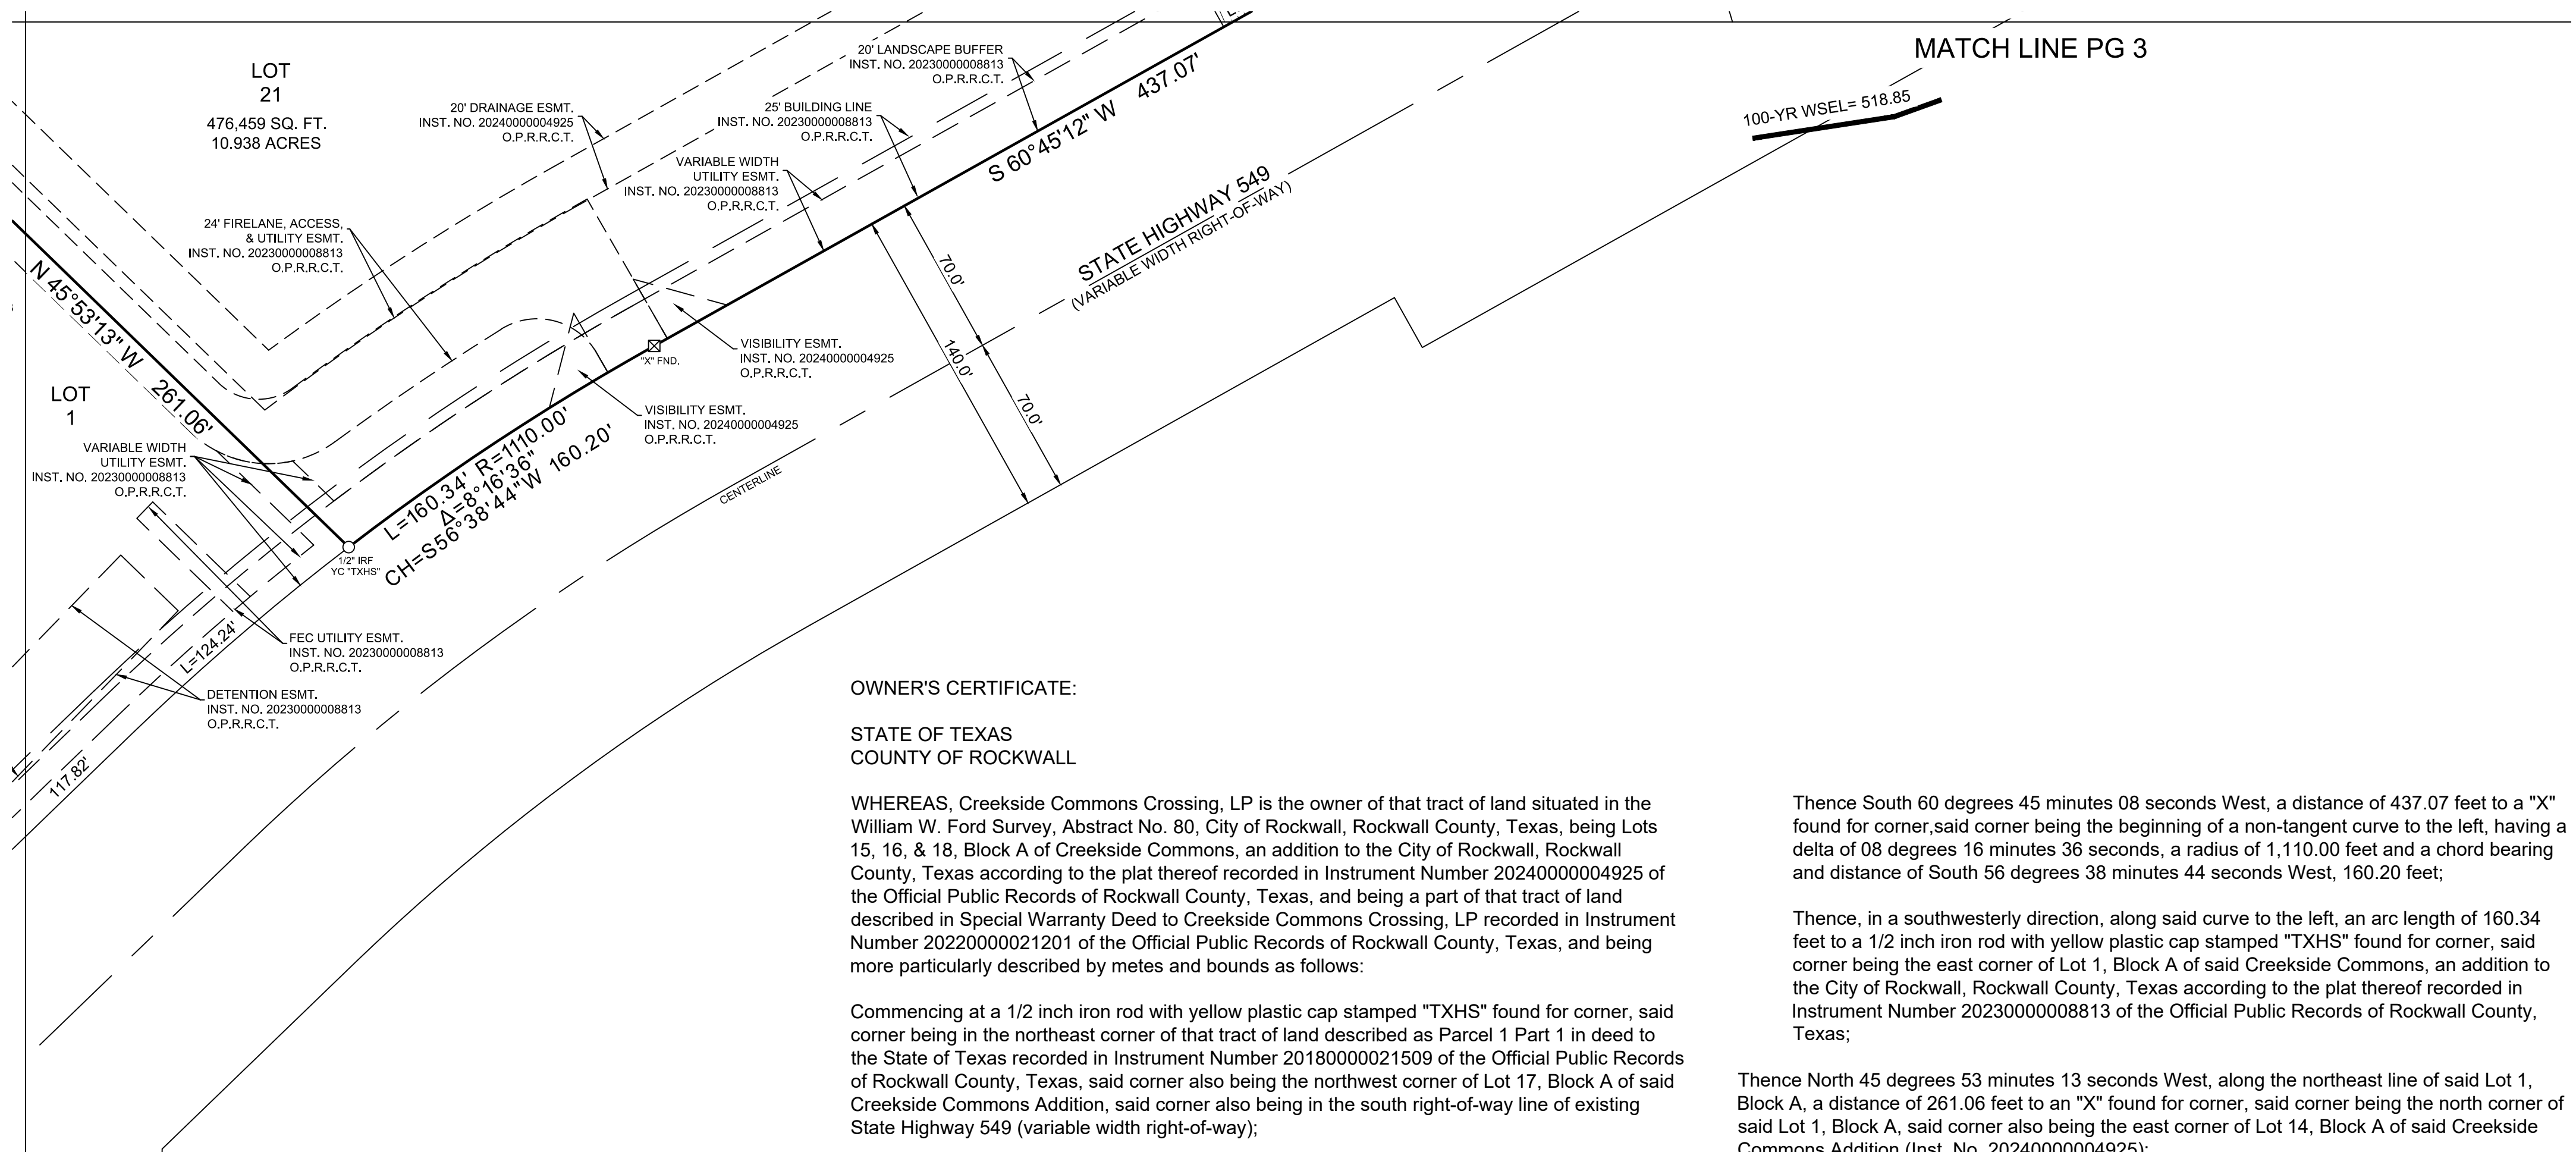 MATCH LINE PG 3
100-YR WSEL= 518.85
LOT
21
476,459 SQ. FT.
10.938 ACRES
20' LANDSCAPE BUFFER
INST. NO. 20230000008813
O.P.R.R.C.T.
20' DRAINAGE ESMT.
INST. NO. 20240000004925
O.P.R.R.C.T.
25' BUILDING LINE
INST. NO. 20230000008813
O.P.R.R.C.T.
VARIABLE WIDTH
UTILITY ESMT.
INST. NO. 20230000008813
O.P.R.R.C.T.
S 60°45'12" W 437.07'
STATE HIGHWAY 549
(VARIABLE WIDTH RIGHT-OF-WAY)
24' FIRELANE, ACCESS,
& UTILITY ESMT.
INST. NO. 20230000008813
O.P.R.R.C.T.
N 45°53'13" W 261.06'
70.0'
140.0'
70.0'
"X" FND.
VISIBILITY ESMT.
INST. NO. 20240000004925
O.P.R.R.C.T.
VISIBILITY ESMT.
INST. NO. 20240000004925
O.P.R.R.C.T.
LOT
1
VARIABLE WIDTH
UTILITY ESMT.
INST. NO. 20230000008813
O.P.R.R.C.T.
L=160.34' R=1110.00'
Δ=8°16'36"
CH=S56°38'44"W 160.20'
CENTERLINE
1/2" IRF
YC "TXHS"
FEC UTILITY ESMT.
INST. NO. 20230000008813
O.P.R.R.C.T.
L=124.24'
DETENTION ESMT.
INST. NO. 20230000008813
O.P.R.R.C.T.
117.82'
OWNER'S CERTIFICATE:
STATE OF TEXAS
COUNTY OF ROCKWALL
WHEREAS, Creekside Commons Crossing, LP is the owner of that tract of land situated in the
William W. Ford Survey, Abstract No. 80, City of Rockwall, Rockwall County, Texas, being Lots
15, 16, & 18, Block A of Creekside Commons, an addition to the City of Rockwall, Rockwall
County, Texas according to the plat thereof recorded in Instrument Number 20240000004925 of
the Official Public Records of Rockwall County, Texas, and being a part of that tract of land
described in Special Warranty Deed to Creekside Commons Crossing, LP recorded in Instrument
Number 20220000021201 of the Official Public Records of Rockwall County, Texas, and being
more particularly described by metes and bounds as follows:
Commencing at a 1/2 inch iron rod with yellow plastic cap stamped "TXHS" found for corner, said
corner being in the northeast corner of that tract of land described as Parcel 1 Part 1 in deed to
the State of Texas recorded in Instrument Number 20180000021509 of the Official Public Records
of Rockwall County, Texas, said corner also being the northwest corner of Lot 17, Block A of said
Creekside Commons Addition, said corner also being in the south right-of-way line of existing
State Highway 549 (variable width right-of-way);
Thence South 60 degrees 45 minutes 08 seconds West, a distance of 437.07 feet to a "X"
found for corner,said corner being the beginning of a non-tangent curve to the left, having a
delta of 08 degrees 16 minutes 36 seconds, a radius of 1,110.00 feet and a chord bearing
and distance of South 56 degrees 38 minutes 44 seconds West, 160.20 feet;
Thence, in a southwesterly direction, along said curve to the left, an arc length of 160.34
feet to a 1/2 inch iron rod with yellow plastic cap stamped "TXHS" found for corner, said
corner being the east corner of Lot 1, Block A of said Creekside Commons, an addition to
the City of Rockwall, Rockwall County, Texas according to the plat thereof recorded in
Instrument Number 20230000008813 of the Official Public Records of Rockwall County,
Texas;
Thence North 45 degrees 53 minutes 13 seconds West, along the northeast line of said Lot 1,
Block A, a distance of 261.06 feet to an "X" found for corner, said corner being the north corner of
said Lot 1, Block A, said corner also being the east corner of Lot 14, Block A of said Creekside
Commons Addition (Inst. No. 20240000004925);